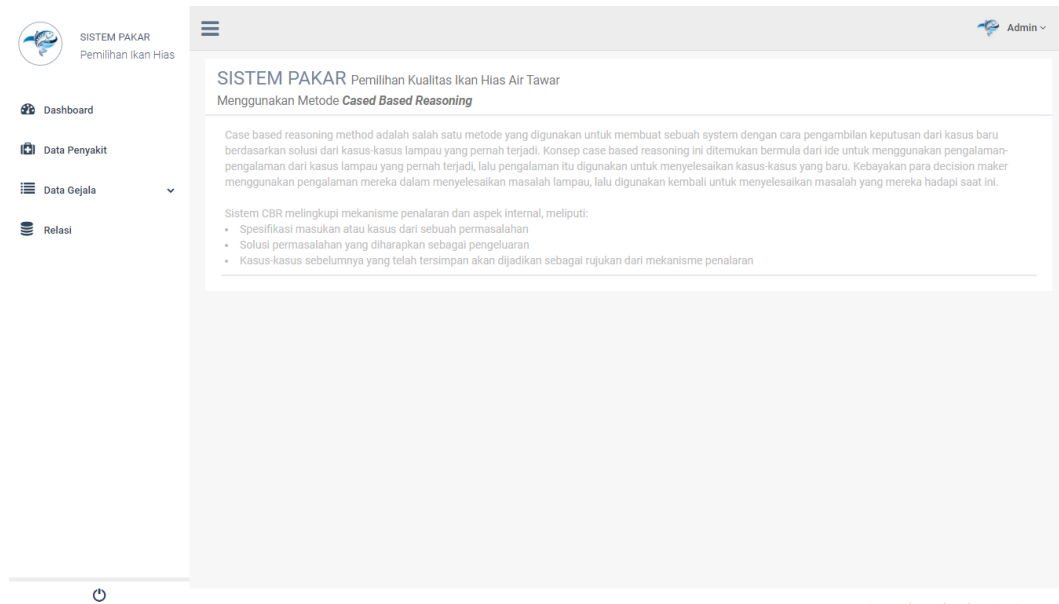 SISTEM PAKAR
Pemilihan Ikan Hias
Dashboard
Data Penyakit
Data Gejala
Relasi
Admin
SISTEM PAKAR Pemilihan Kualitas Ikan Hias Air Tawar
Menggunakan Metode Cased Based Reasoning
Case based reasoning method adalah salah satu metode yang digunakan untuk membuat sebuah system dengan cara pengambilan keputusan dari kasus baru
berdasarkan solusi dari kasus-kasus lampau yang pernah terjadi. Konsep case based reasoning ini ditemukan bermula dari ide untuk menggunakan pengalaman-
pengalaman dari kasus lampau yang pernah terjadi, lalu pengalaman itu digunakan untuk menyelesaikan kasus-kasus yang baru. Kebayakan para decision maker
menggunakan pengalaman mereka dalam menyelesaikan masalah lampau, lalu digunakan kembali untuk menyelesaikan masalah yang mereka hadapi saat ini.
Sistem CBR melingkupi mekanisme penalaran dan aspek internal, meliputi:
• Spesifikasi masukan atau kasus dari sebuah permasalahan
• Solusi permasalahan yang diharapkan sebagai pengeluaran
• Kasus-kasus sebelumnya yang telah tersimpan akan dijadikan sebagai rujukan dari mekanisme penalaran